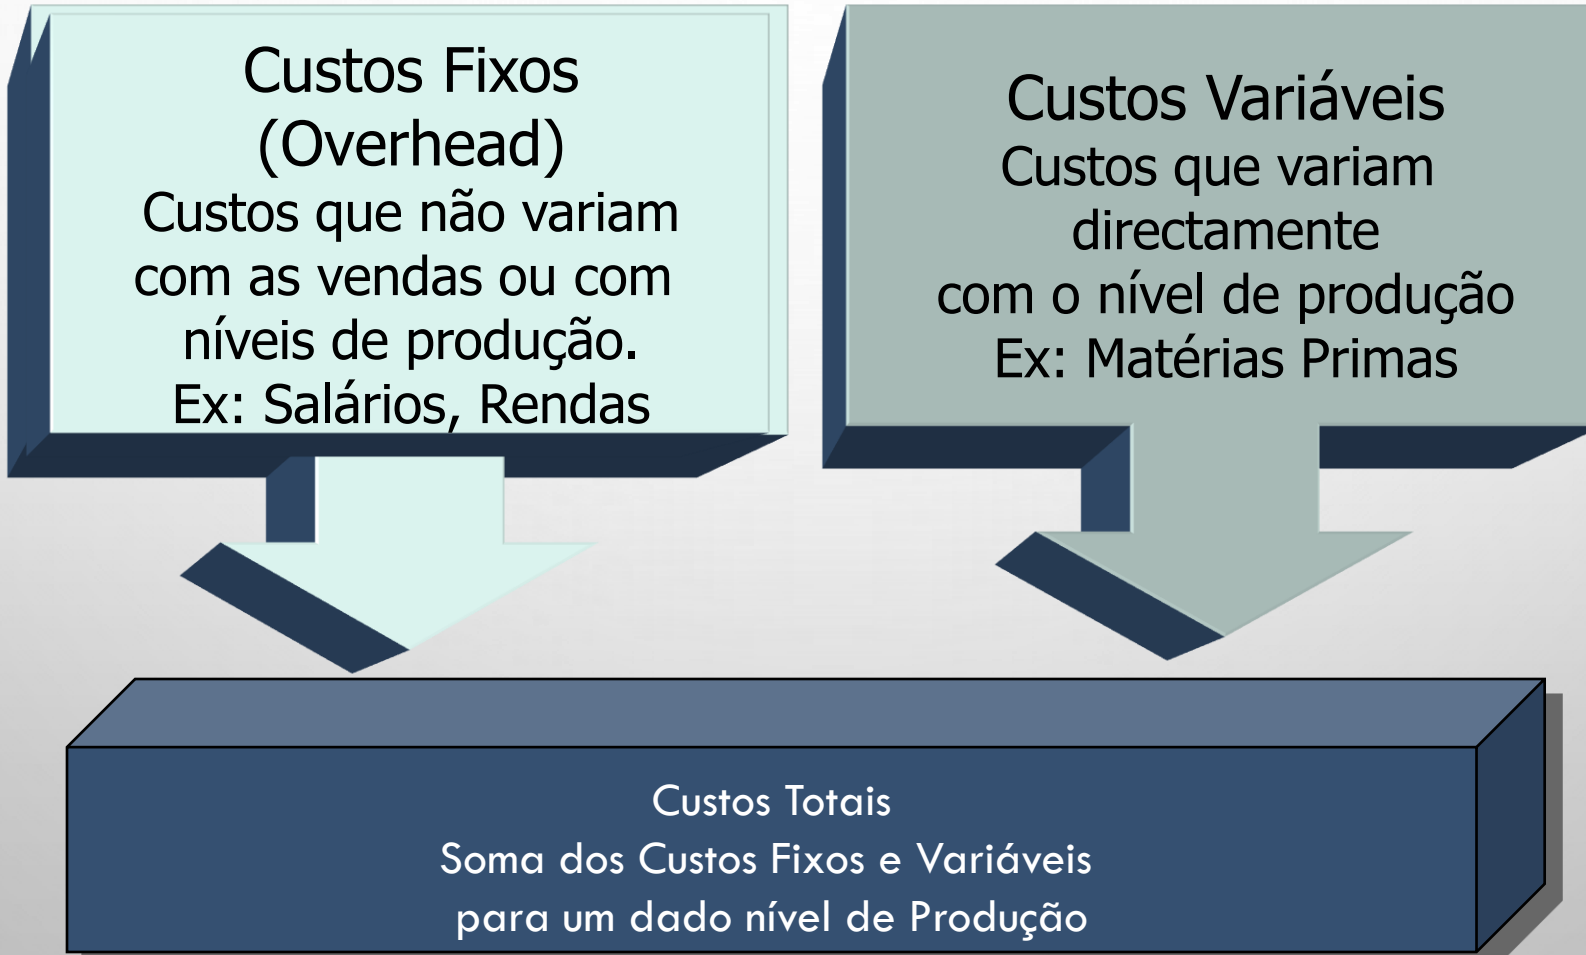 Custos Fixos
(Overhead)
Custos que não variam
com as vendas ou com
níveis de produção.
Ex: Salários, Rendas
Custos Variáveis
Custos que variam
directamente
com o nível de produção
Ex: Matérias Primas
Custos Totais
Soma dos Custos Fixos e Variáveis
para um dado nível de Produção